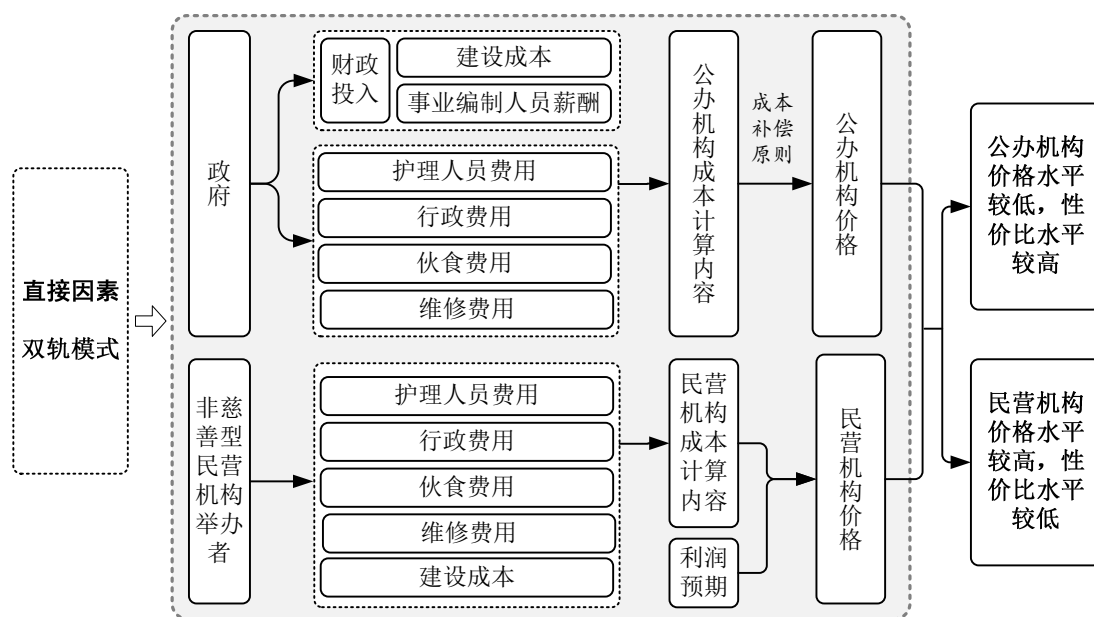 直接因素
双轨模式
政府
财政
投入
建设成本
事业编制人员薪酬
护理人员费用
行政费用
伙食费用
维修费用
公办机构成本计算内容
成本
补偿
原则
公办机构价格
非慈
善型
民营
机构
举办
者
护理人员费用
行政费用
伙食费用
维修费用
建设成本
民营
机构
成本
计算
内容
利润
预期
民营机构价格
公办机构
价格水平
较低，性
价比水平
较高
民营机构
价格水平
较高，性
价比水平
较低